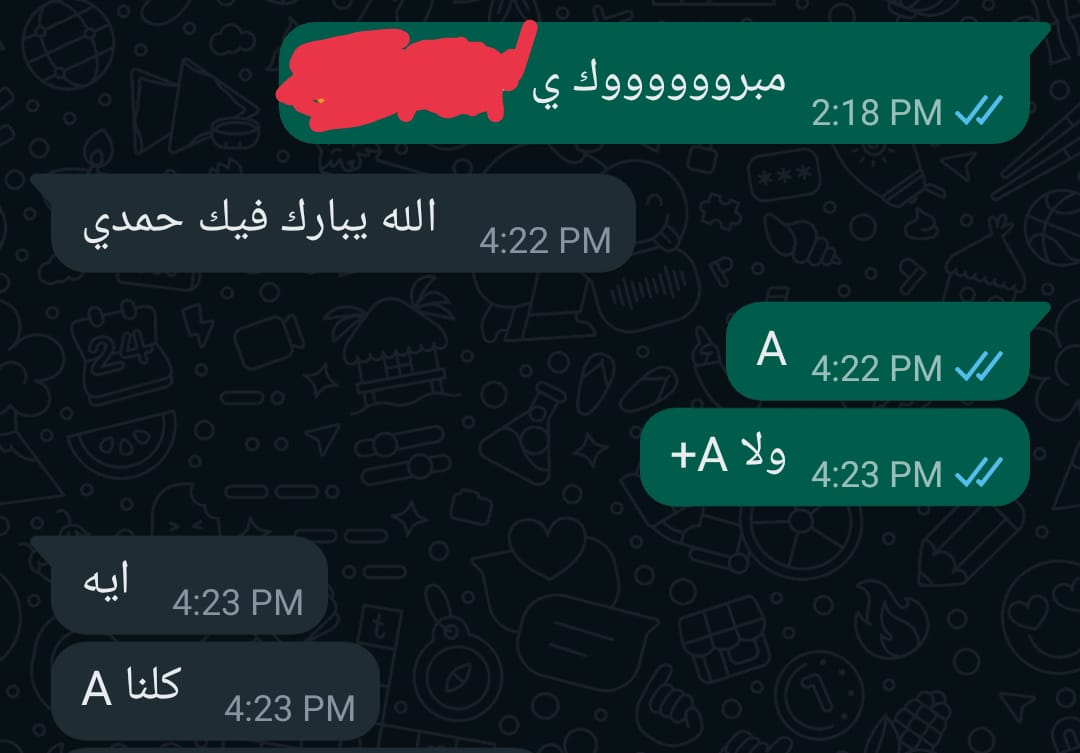 مبرووووووووك ي
2:18 PM
الله يبارك فيك حمدي
4:22 PM
A
4:22 PM
ولا A+
4:23 PM
ايه
4:23 PM
كلنا A
4:23 PM